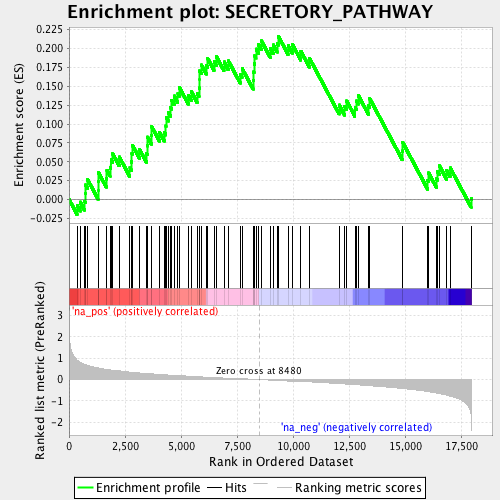 Enrichment plot: SECRETORY_PATHWAY
Enrichment score (ES)
0.225
0.200
0.175
0.150
0.125
0.100
0.075
0.050
0.025
0.000
-0.025
'na_pos' (positively correlated)
Ranked list metric (PreRanked)
3
2
1
0
-1
-2
Zero cross at 8480
'na_neg' (negatively correlated)
0
2,500
5,000
7,500
10,000
12,500
15,000
17,500
Rank in Ordered Dataset
Enrichment profile
Hits
Ranking metric scores